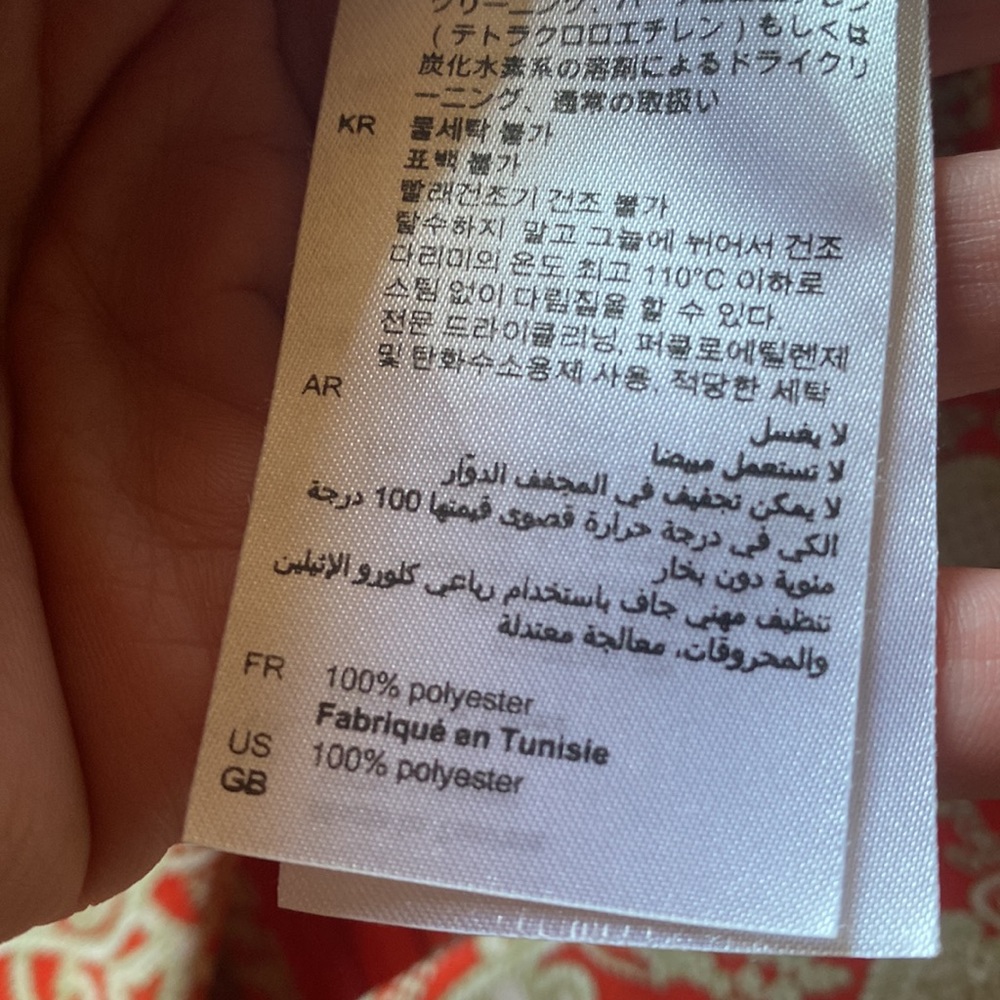 (テトラクロロエチレン)もしくは
炭化水素系の溶剤によるドライクリ
ーニング、通常の取扱い
KR 물세탁 불가
표백 불가
빨래건조기 건조 불가
탈수하지 말고 그늘에 뉘어서 건조
다리미의 온도 최고 110°C 이하로
스팀 없이 다림질을 할 수 있다.
전문 드라이클리닝, 퍼클로에틸렌제
및 탄화수소용제 사용, 적당한 세탁
AR
لا يغسل
لا تستعمل مبيضا
لا يمكن تجفيف في المجفف الدوّار
الكي في درجة حرارة قصوى قيمتها 100 درجة
مئوية دون بخار
تنظيف مهني جاف باستخدام رباعي كلورو الإثيلين
والمحروقات، معالجة معتدلة
FR 100% polyester
Fabriqué en Tunisie
US 100% polyester
GB